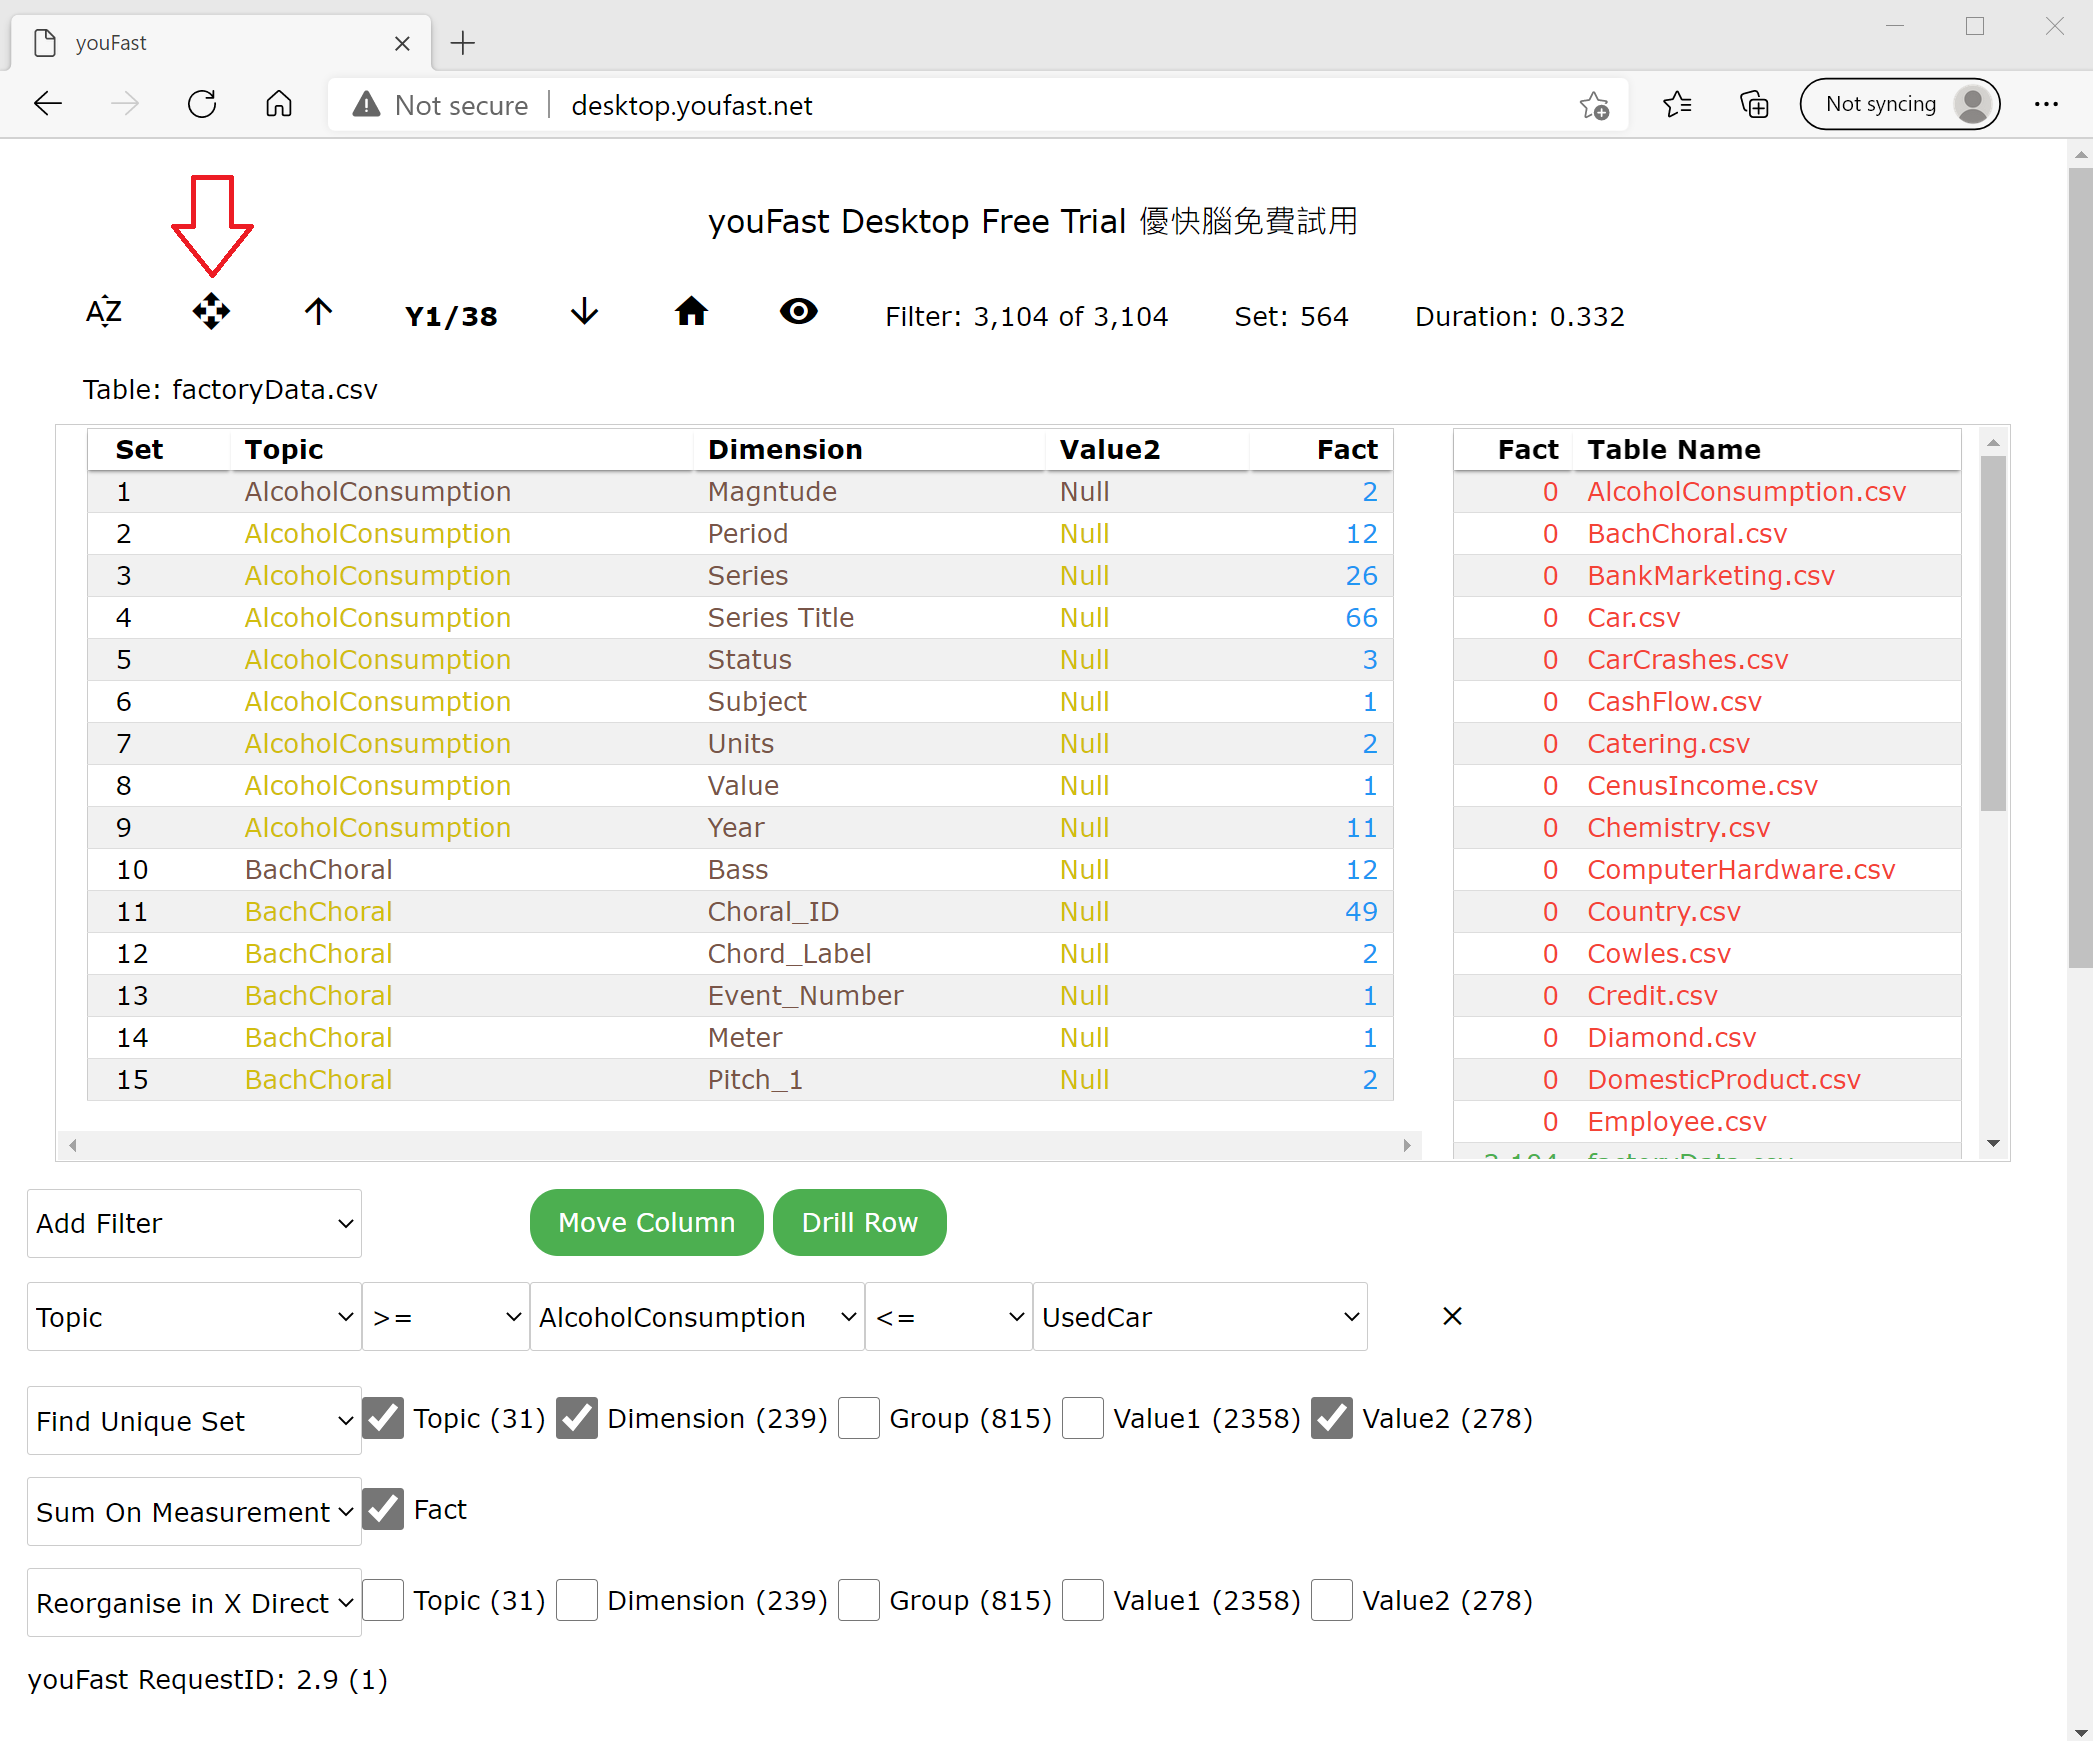 youFast
Not secure desktop.youfast.net Not syncing
youFast Desktop Free Trial 優快腦免費試用
AZ Y1/38 Filter: 3,104 of 3,104 Set: 564 Duration: 0.332
Table: factoryData.csv
Set Topic Dimension Value2 Fact
1 AlcoholConsumption Magntude Null 2
2 AlcoholConsumption Period Null 12
3 AlcoholConsumption Series Null 26
4 AlcoholConsumption Series Title Null 66
5 AlcoholConsumption Status Null 3
6 AlcoholConsumption Subject Null 1
7 AlcoholConsumption Units Null 2
8 AlcoholConsumption Value Null 1
9 AlcoholConsumption Year Null 11
10 BachChoral Bass Null 12
11 BachChoral Choral_ID Null 49
12 BachChoral Chord_Label Null 2
13 BachChoral Event_Number Null 1
14 BachChoral Meter Null 1
15 BachChoral Pitch_1 Null 2
Fact Table Name
0 AlcoholConsumption.csv
0 BachChoral.csv
0 BankMarketing.csv
0 Car.csv
0 CarCrashes.csv
0 CashFlow.csv
0 Catering.csv
0 CenusIncome.csv
0 Chemistry.csv
0 ComputerHardware.csv
0 Country.csv
0 Cowles.csv
0 Credit.csv
0 Diamond.csv
0 DomesticProduct.csv
0 Employee.csv
3,104 factoryData.csv
Add Filter Move Column Drill Row
Topic >= AlcoholConsumption <= UsedCar
Find Unique Set Topic (31) Dimension (239) Group (815) Value1 (2358) Value2 (278)
Sum On Measurement Fact
Reorganise in X Direct Topic (31) Dimension (239) Group (815) Value1 (2358) Value2 (278)
youFast RequestID: 2.9 (1)